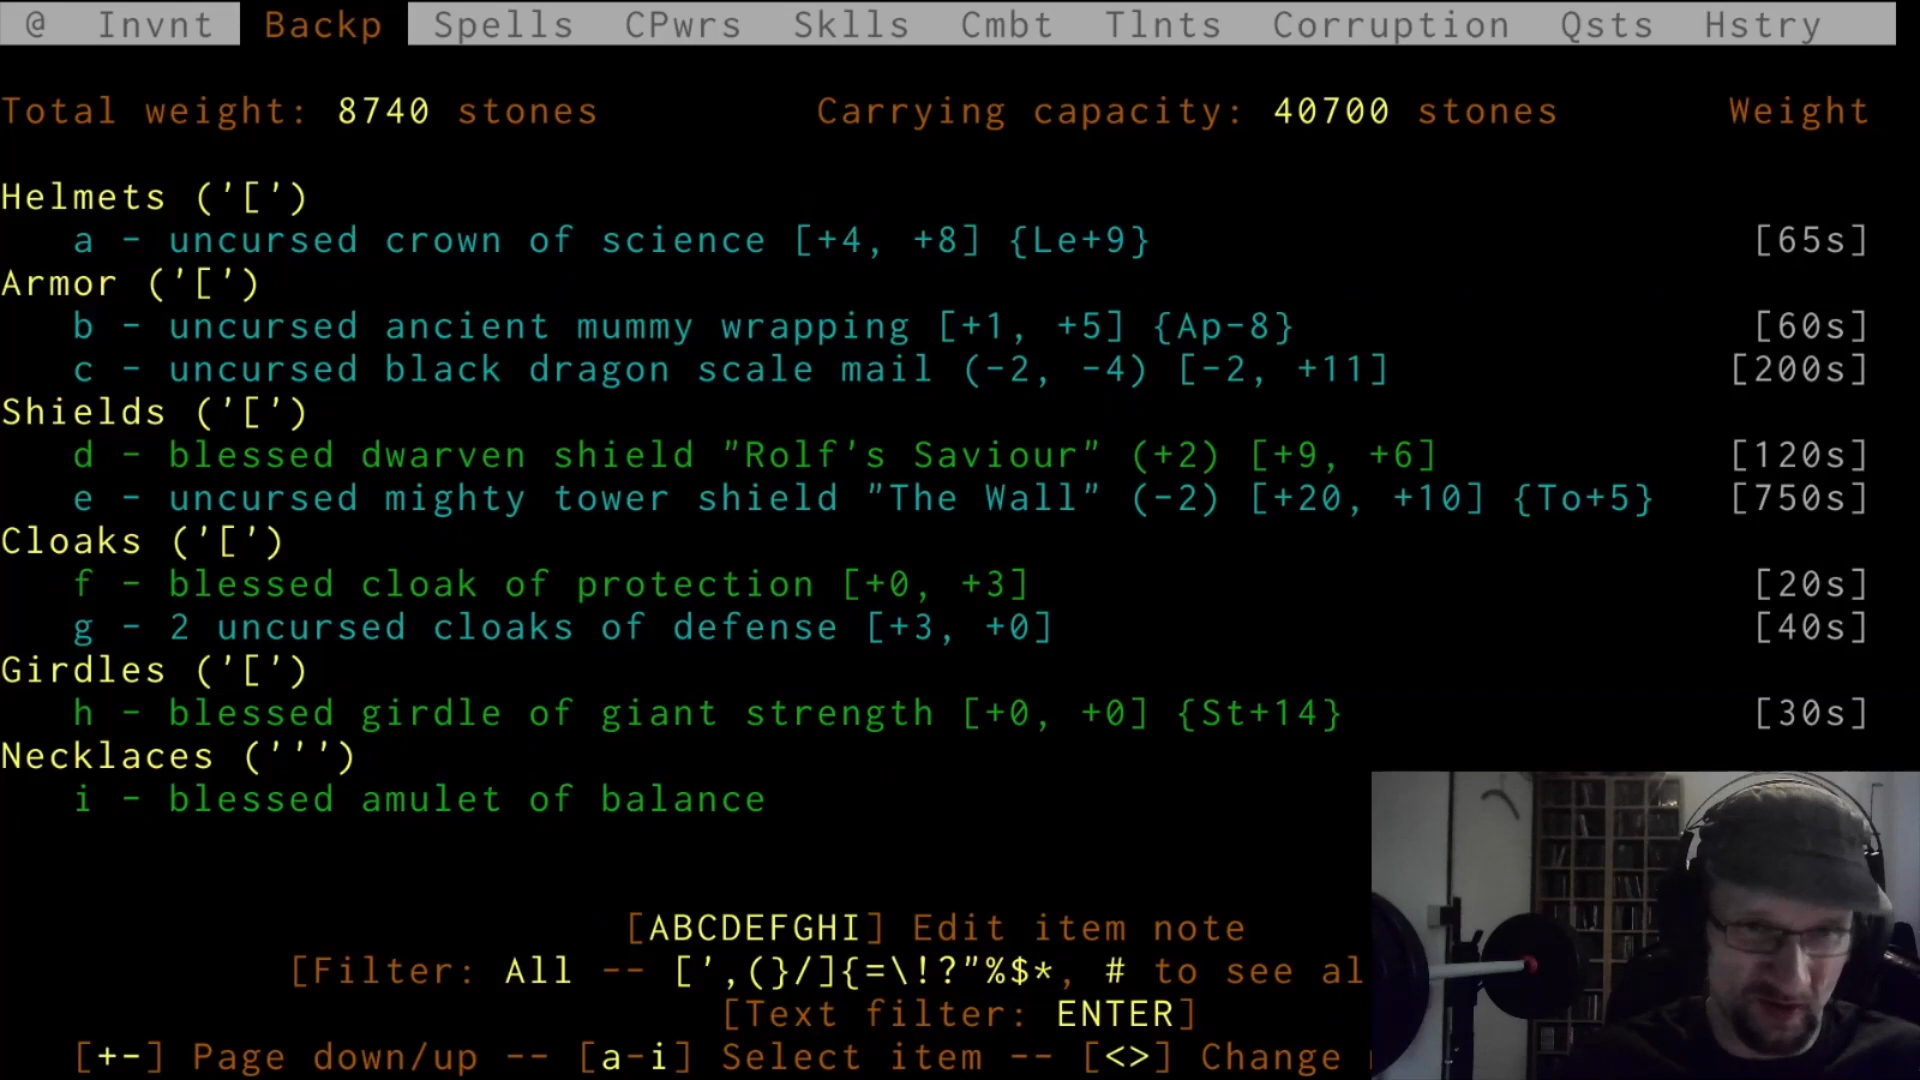 @ Invnt Backp Spells CPwrs Sklls Cmbt Tlnts Corruption Qsts Hstry
Total weight: 8740 stones Carrying capacity: 40700 stones Weight
Helmets ('[')
a - uncursed crown of science [+4, +8] {Le+9} [65s]
Armor ('[')
b - uncursed ancient mummy wrapping [+1, +5] {Ap-8} [60s]
c - uncursed black dragon scale mail (-2, -4) [-2, +11] [200s]
Shields ('[')
d - blessed dwarven shield "Rolf's Saviour" (+2) [+9, +6] [120s]
e - uncursed mighty tower shield "The Wall" (-2) [+20, +10] {To+5} [750s]
Cloaks ('[')
f - blessed cloak of protection [+0, +3] [20s]
g - 2 uncursed cloaks of defense [+3, +0] [40s]
Girdles ('[')
h - blessed girdle of giant strength [+0, +0] {St+14} [30s]
Necklaces (''')
i - blessed amulet of balance
[ABCDEFGHI] Edit item note
[Filter: All -- [',(}/]{=\!?"%$*, # to see al
[Text filter: ENTER]
[+-] Page down/up -- [a-i] Select item -- [<>] Change